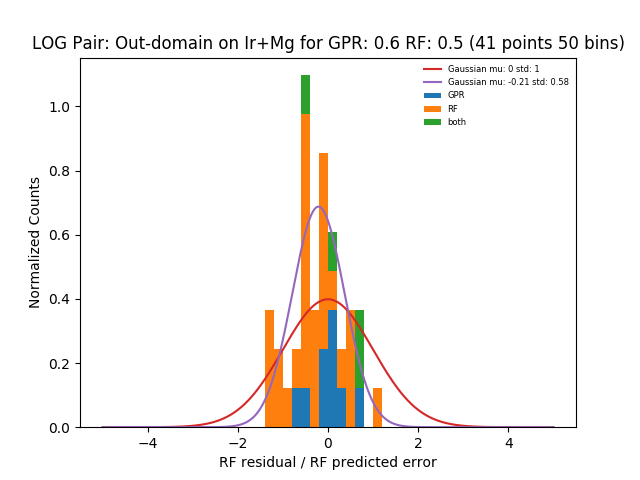 LOG Pair: Out-domain on Ir+Mg for GPR: 0.6 RF: 0.5 (41 points 50 bins)
Gaussian mu: 0 std: 1
Gaussian mu: -0.21 std: 0.58
GPR
RF
both
Normalized Counts
1.0
0.8
0.6
0.4
0.2
0.0
−4 −2 0 2 4
RF residual / RF predicted error